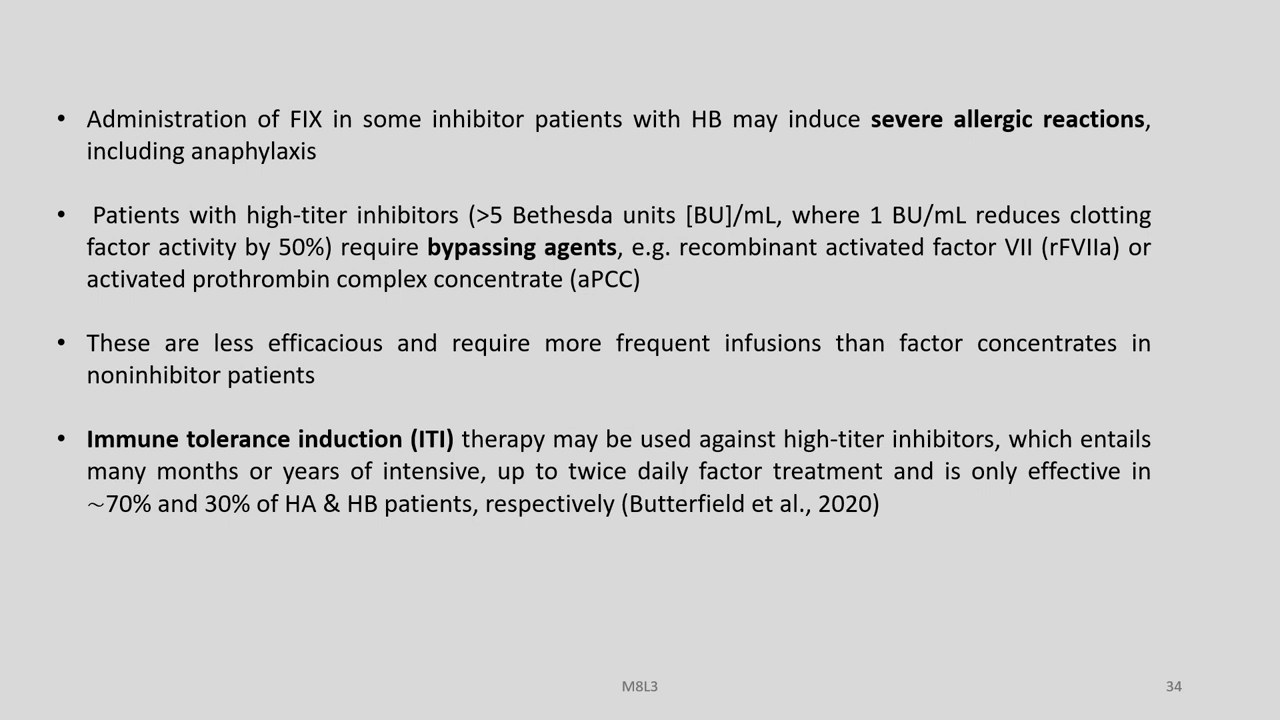 • Administration of FIX in some inhibitor patients with HB may induce severe allergic reactions,
including anaphylaxis
• Patients with high-titer inhibitors (>5 Bethesda units [BU]/mL, where 1 BU/mL reduces clotting
factor activity by 50%) require bypassing agents, e.g. recombinant activated factor VII (rFVIIa) or
activated prothrombin complex concentrate (aPCC)
• These are less efficacious and require more frequent infusions than factor concentrates in
noninhibitor patients
• Immune tolerance induction (ITI) therapy may be used against high-titer inhibitors, which entails
many months or years of intensive, up to twice daily factor treatment and is only effective in
~70% and 30% of HA & HB patients, respectively (Butterfield et al., 2020)
M8L3
34